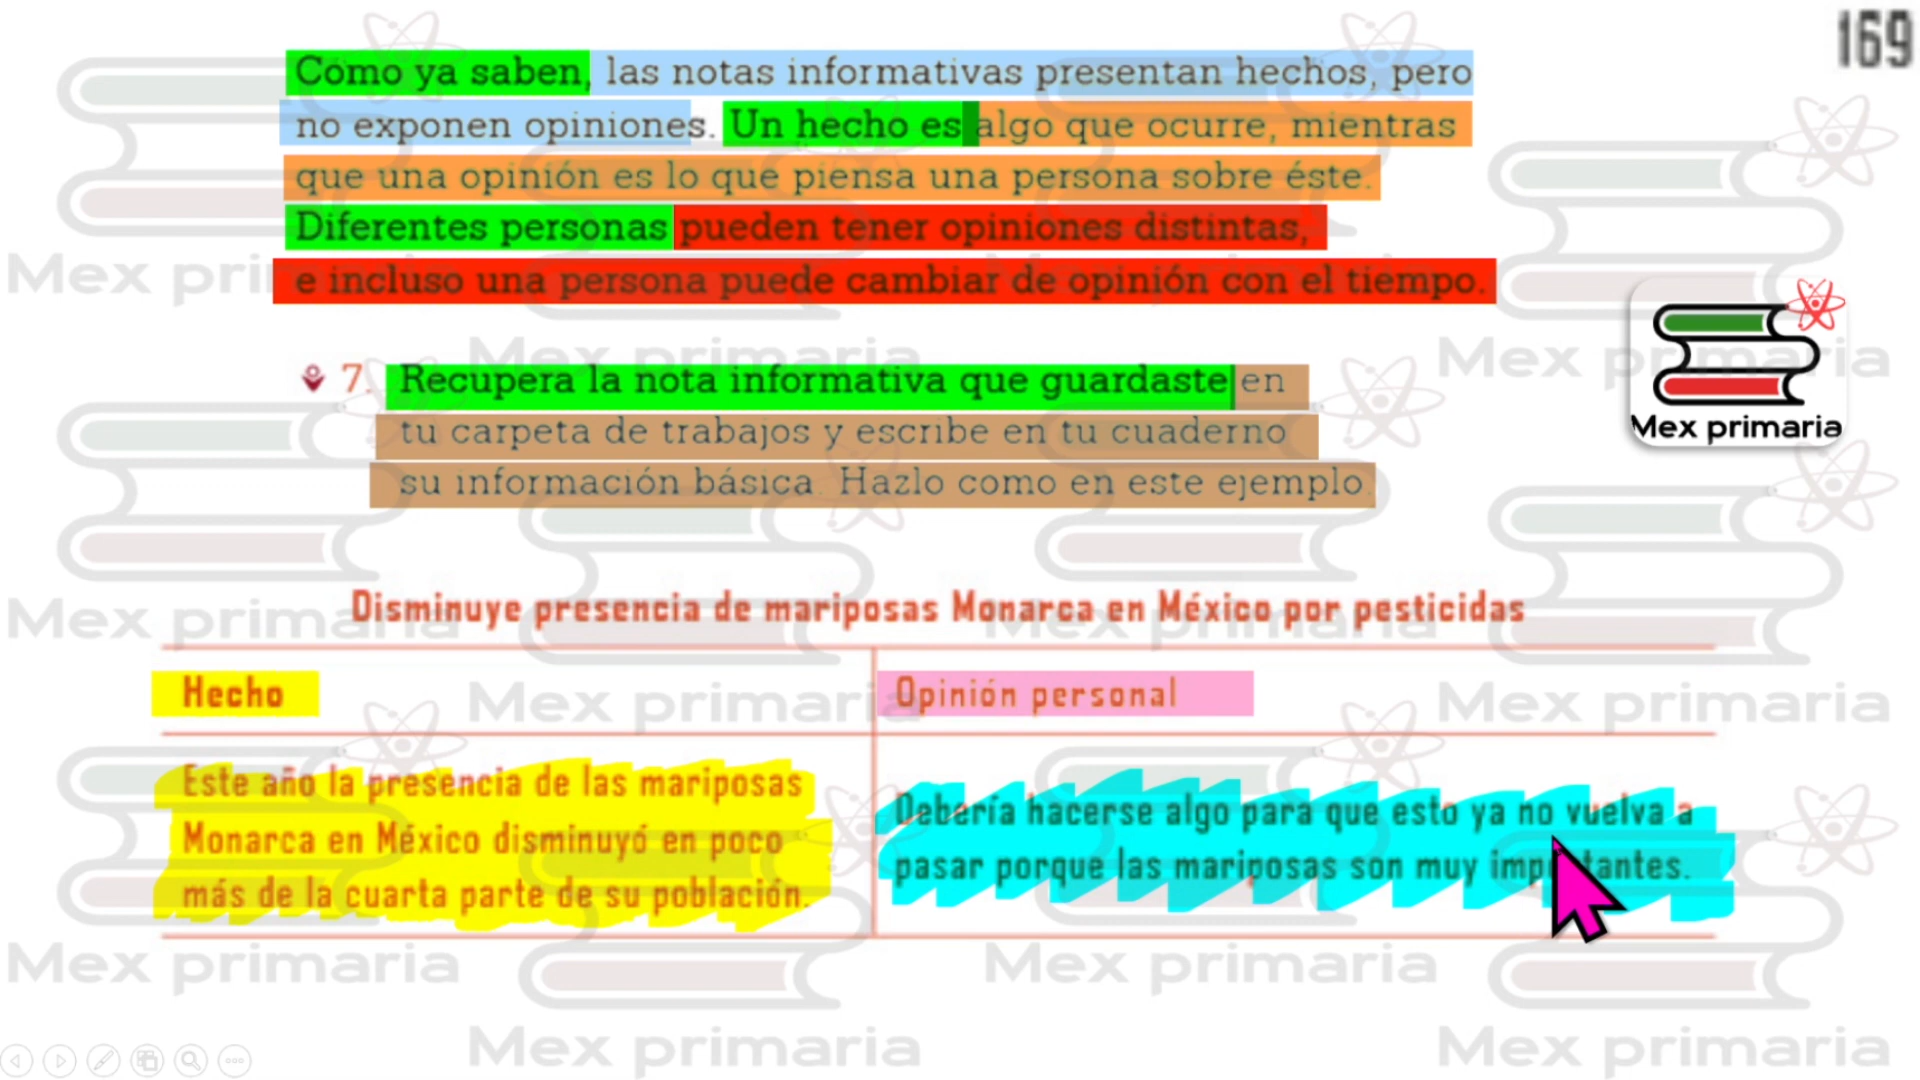 169
Como ya saben, las notas informativas presentan hechos, pero
no exponen opiniones. Un hecho es algo que ocurre, mientras
que una opinión es lo que piensa una persona sobre éste.
Diferentes personas pueden tener opiniones distintas,
e incluso una persona puede cambiar de opinión con el tiempo.
7. Recupera la nota informativa que guardaste en
tu carpeta de trabajos y escribe en tu cuaderno
su información básica. Hazlo como en este ejemplo.
Mex primaria
Disminuye presencia de mariposas Monarca en México por pesticidas
Hecho
Opinión personal
Este año la presencia de las mariposas
Monarca en México disminuyó en poco
más de la cuarta parte de su población.
Debería hacerse algo para que esto ya no vuelva a
pasar porque las mariposas son muy importantes.